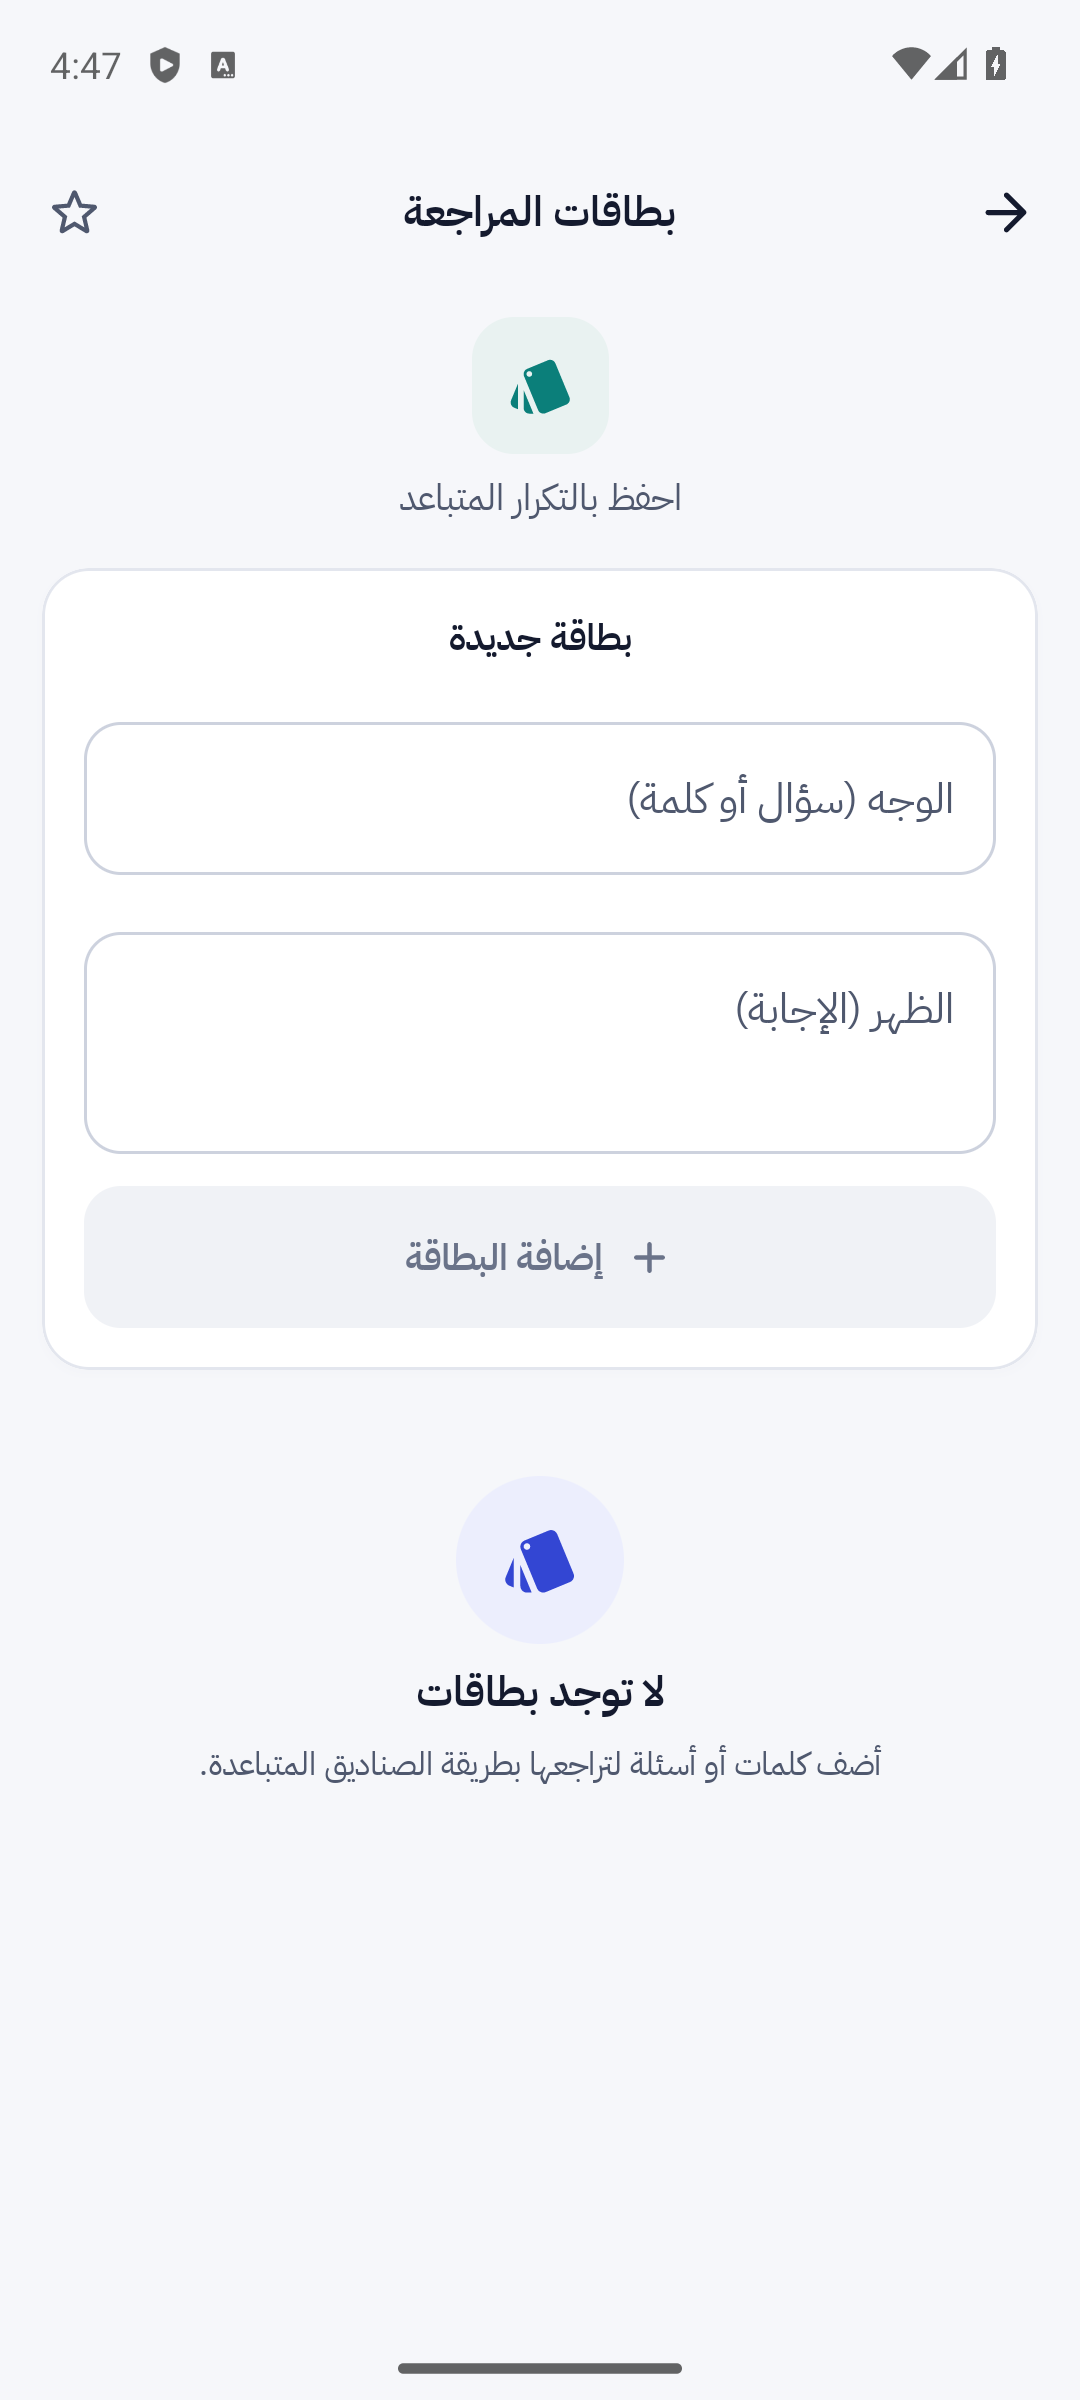 4:47
بطاقات المراجعة
احفظ بالتكرار المتباعد
بطاقة جديدة
الوجه (سؤال أو كلمة)
الظهر (الإجابة)
إضافة البطاقة
لا توجد بطاقات
أضف كلمات أو أسئلة لتراجعها بطريقة الصناديق المتباعدة.